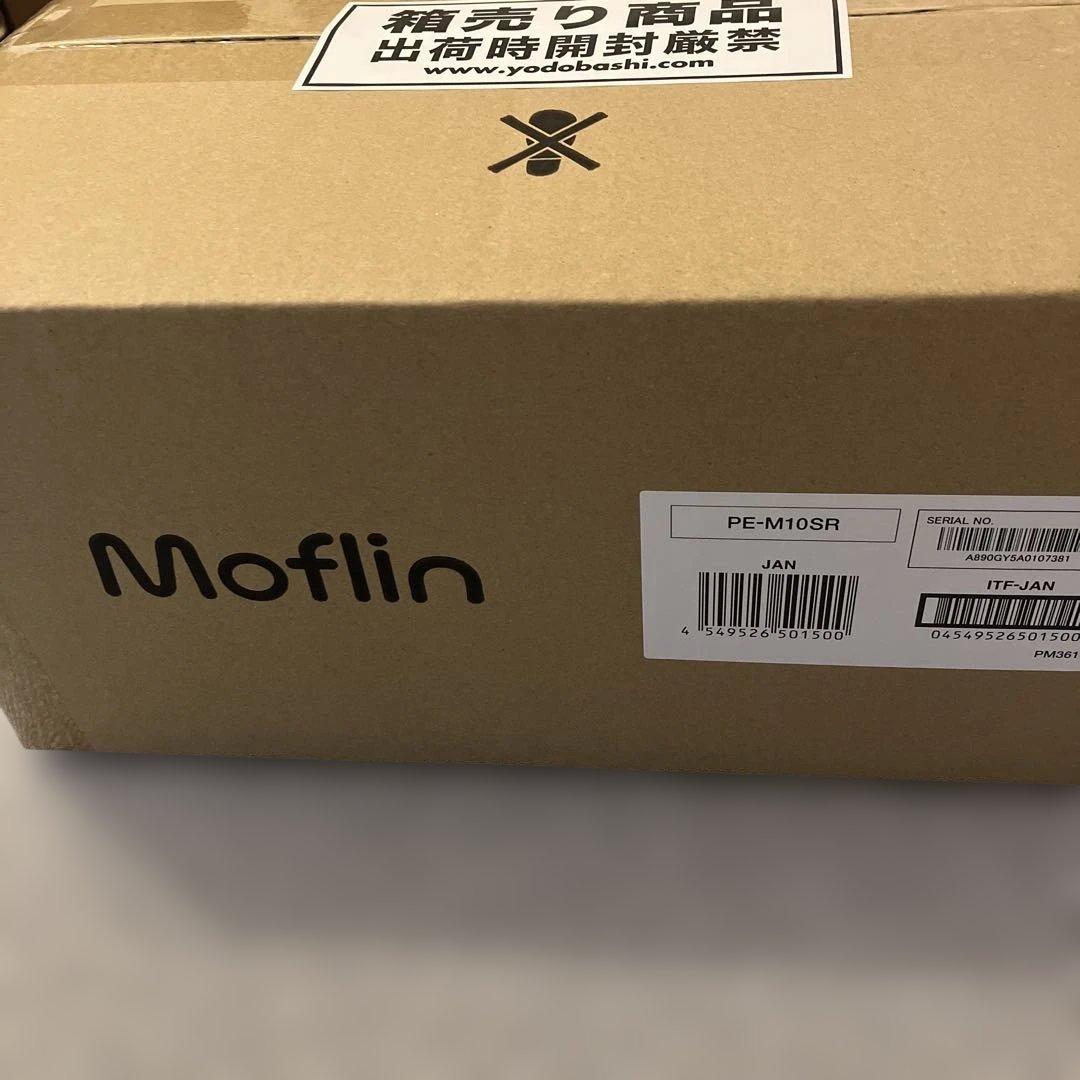 箱売り商品
出荷時開封厳禁
www.yodobashi.com
Moflin
PE-M10SR
SERIAL NO.
A890GY5A0107381
JAN
4 549526 501500
ITF-JAN
04549526501500
PM361